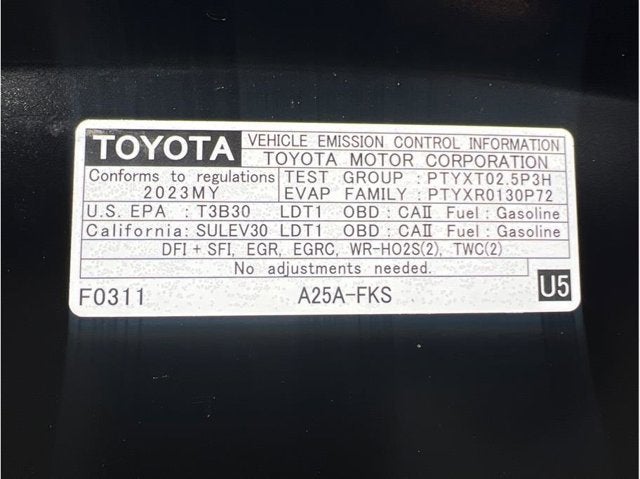 TOYOTA VEHICLE EMISSION CONTROL INFORMATION
TOYOTA MOTOR CORPORATION
Conforms to regulations TEST GROUP : PTYXT02.5P3H
2023MY EVAP FAMILY : PTYXR0130P72
U.S. EPA : T3B30 LDT1 OBD : CAⅡ Fuel : Gasoline
California: SULEV30 LDT1 OBD : CAⅡ Fuel : Gasoline
DFI + SFI, EGR, EGRC, WR-HO2S(2), TWC(2)
No adjustments needed.
F0311 A25A-FKS U5